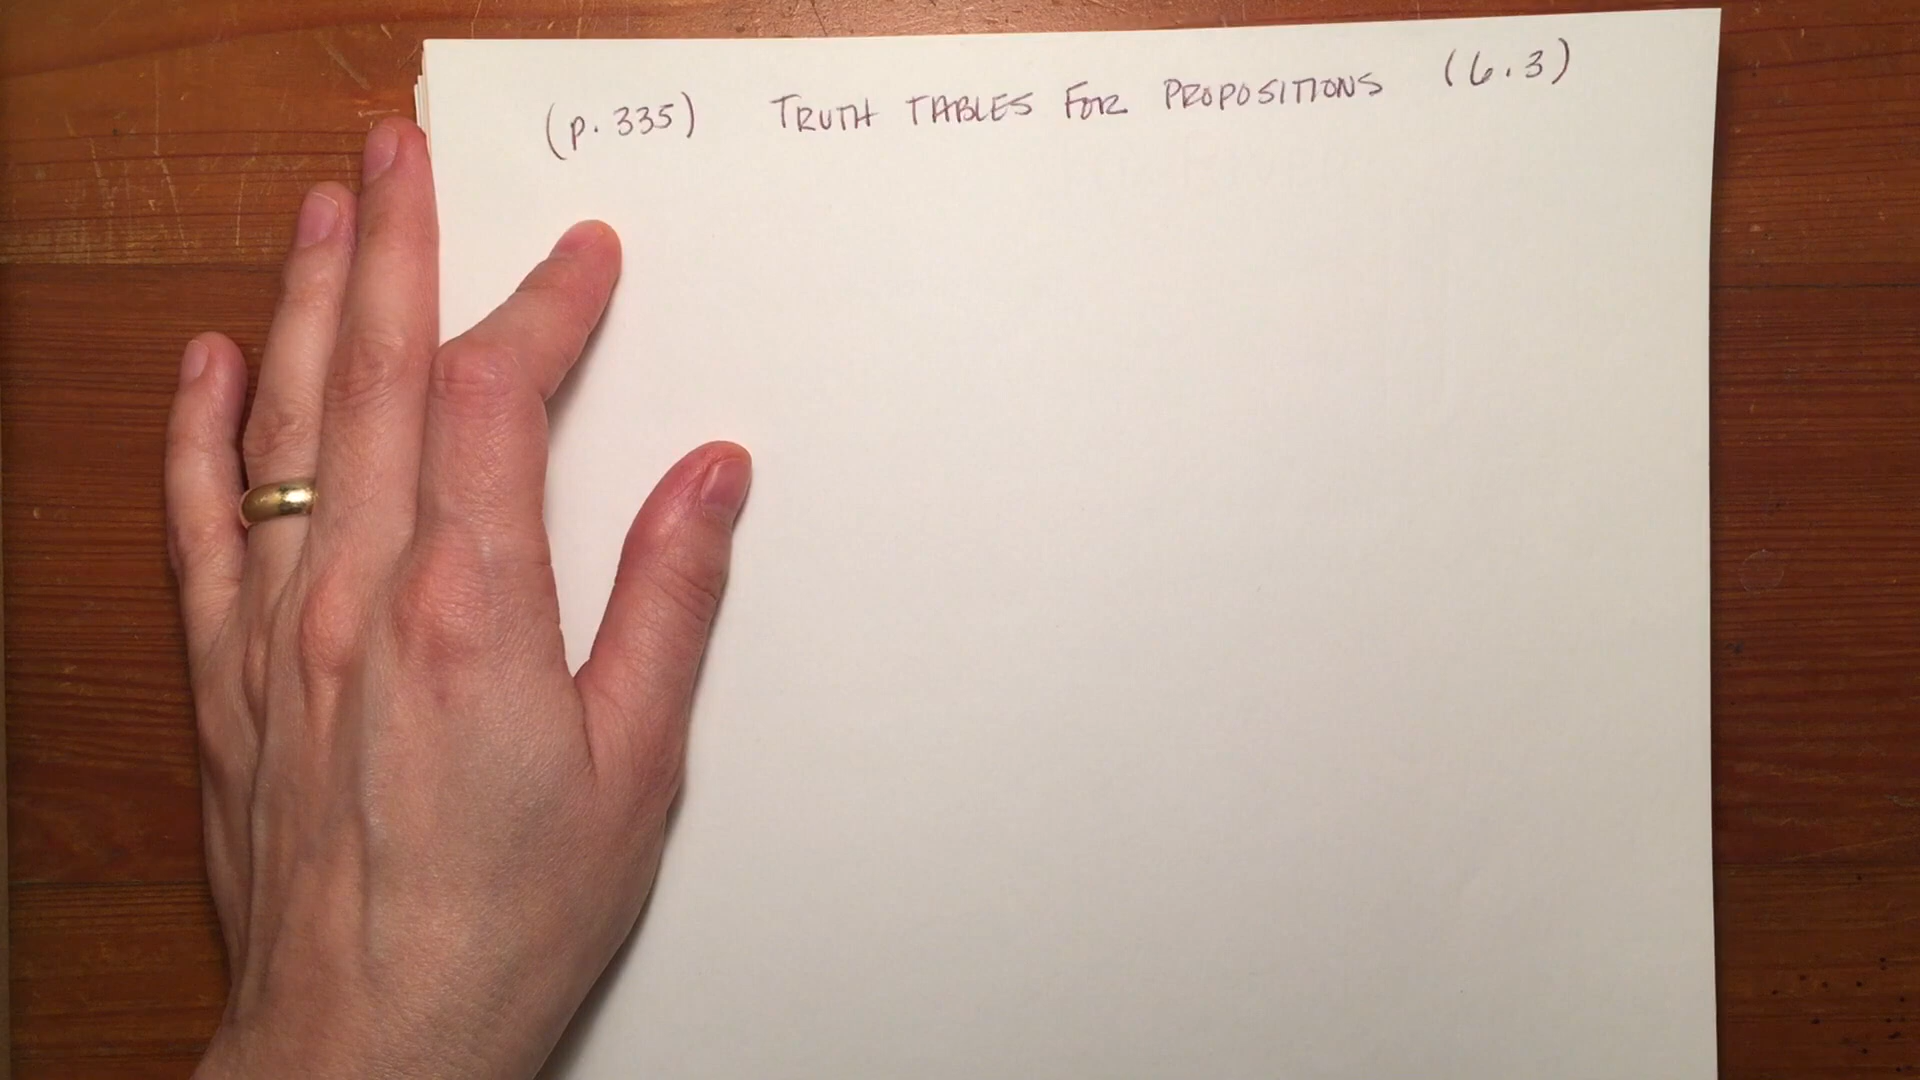 (p. 335) TRUTH TABLES FOR PROPOSITIONS (6.3)